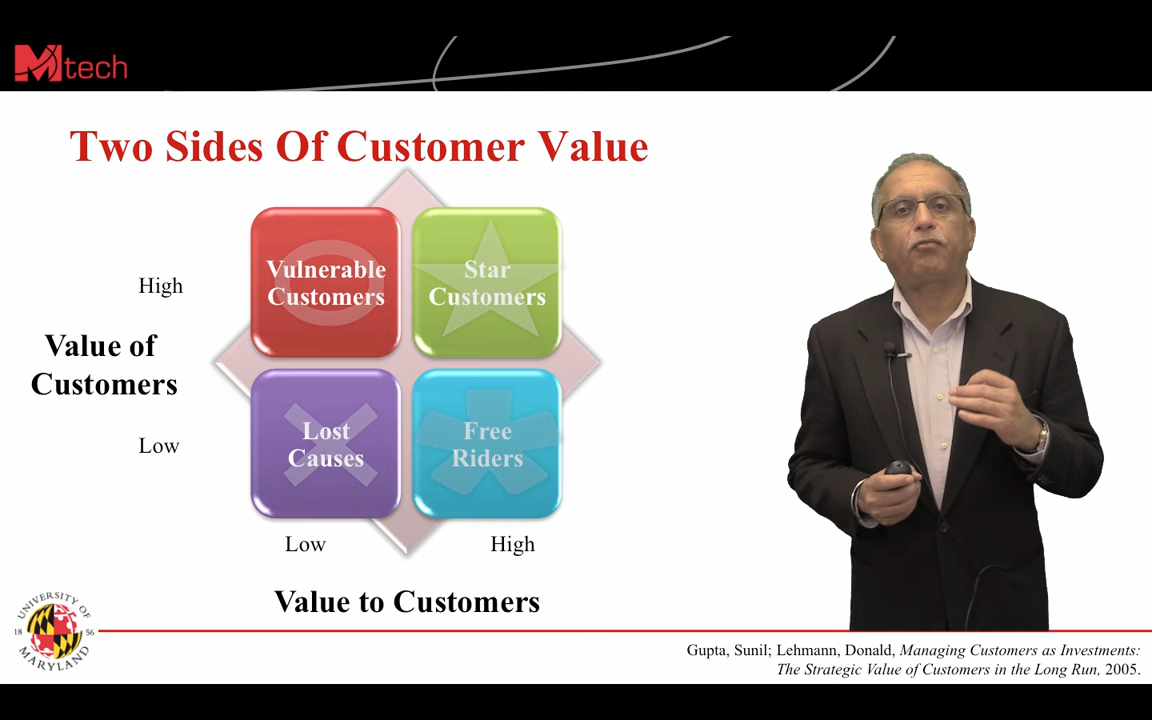 Mtech
Two Sides Of Customer Value
Vulnerable
Customers
Star
Customers
High
Value of
Customers
Low
Lost
Causes
Free
Riders
Low
High
Value to Customers
UNIVERSITY OF
18 56
MARYLAND
Gupta, Sunil; Lehmann, Donald, Managing Customers as Investments:
The Strategic Value of Customers in the Long Run, 2005.